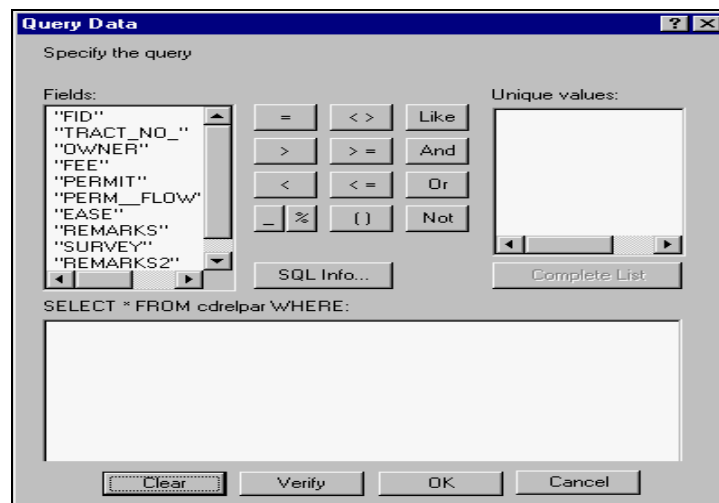 Query Data
Specify the query
Fields:
"FID"
"TRACT_NO_"
"OWNER"
"FEE"
"PERMIT"
"PERM__FLOW"
"EASE"
"REMARKS"
"SURVEY"
"REMARKS2"
= < > Like
> > = And
< < = Or
_ % ( ) Not
SQL Info...
Unique values:
Complete List
SELECT * FROM cdrelpar WHERE:
Clear Verify OK Cancel